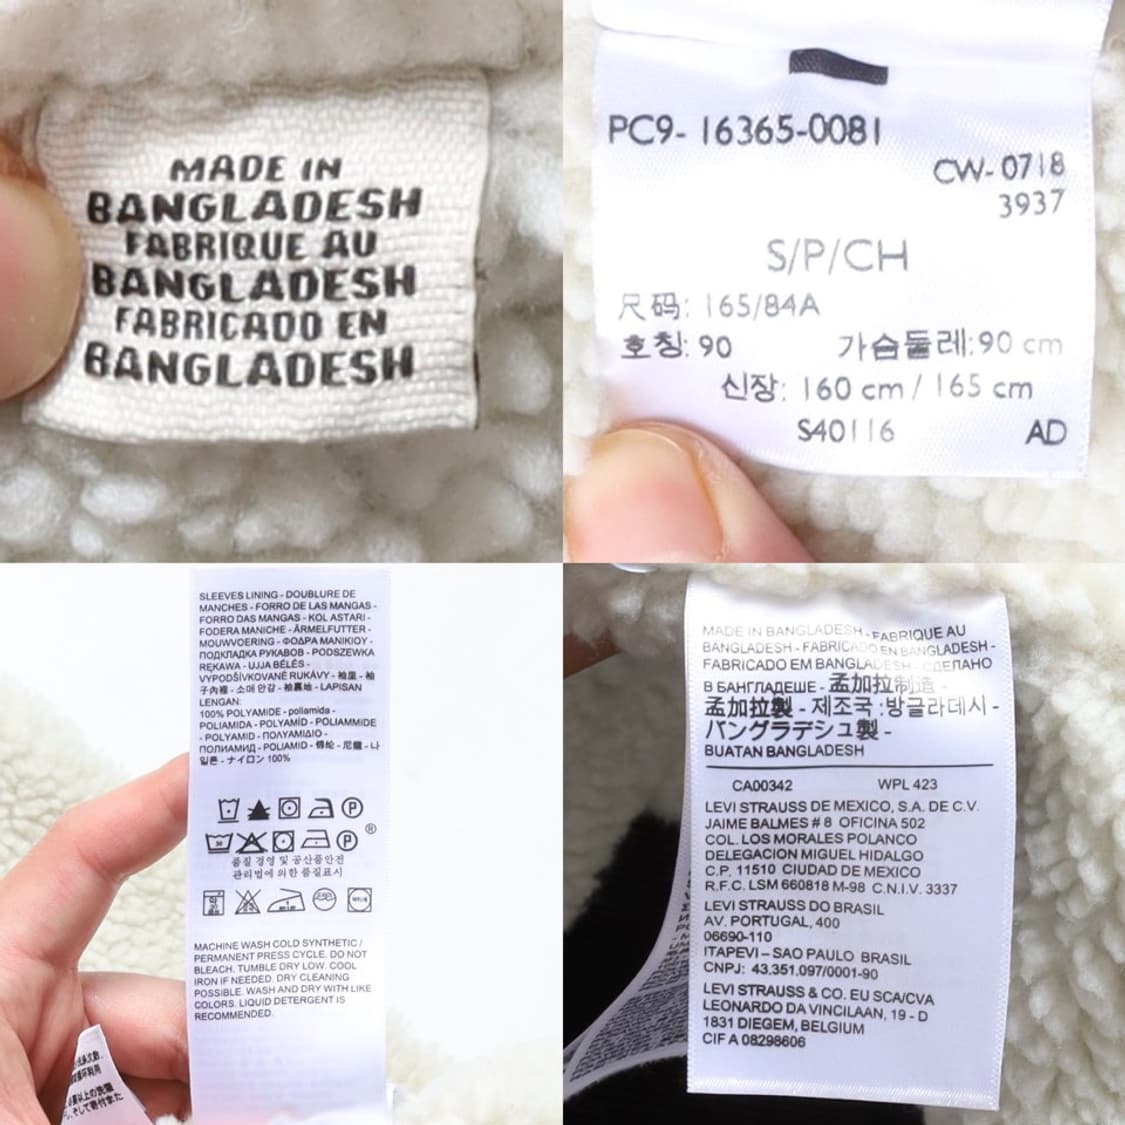 MADE IN
BANGLADESH
FABRIQUE AU
BANGLADESH
FABRICADO EN
BANGLADESH
PC9- 16365-0081
CW- 0718
3937
S/P/CH
尺码: 165/84A
호칭: 90 가슴둘레: 90 cm
신장: 160 cm / 165 cm
S40116 AD
SLEEVES LINING - DOUBLURE DE
MANCHES - FORRO DE LAS MANGAS -
FORRO DAS MANGAS - KOL ASTARI -
FODERA MANICHE - ÄRMELFUTTER -
MOUWVOERING - ΦΟΔΡΑ ΜΑΝΙΚΙΟΥ -
ПОДКЛАДКА РУКАВОВ - PODSZEWKA
RĘKAWA - UJJA BÉLÉS -
VYPODŠÍVKOVANÉ RUKÁVY - 袖里 - 袖
子內裡 - 소매 안감 - 袖裏地 - LAPISAN
LENGAN:
100% POLYAMIDE - poliamida -
POLIAMIDA - POLYAMİD - POLIAMMIDE
- POLYAMID - ΠΟΛΥΑΜΙΔΙΟ -
ПОЛИАМИД - POLIAMID - 锦纶 - 尼龍 - 나
일론 - ナイロン 100%
P
30 P ®
품질 경영 및 공산품안전
관리법에 의한 품질표시
MACHINE WASH COLD SYNTHETIC /
PERMANENT PRESS CYCLE. DO NOT
BLEACH. TUMBLE DRY LOW. COOL
IRON IF NEEDED. DRY CLEANING
POSSIBLE. WASH AND DRY WITH LIKE
COLORS. LIQUID DETERGENT IS
RECOMMENDED.
MADE IN BANGLADESH - FABRIQUE AU
BANGLADESH - FABRICADO EN BANGLADESH -
FABRICADO EM BANGLADESH - СДЕЛАНО
В БАНГЛАДЕШЕ - 孟加拉制造 -
孟加拉製 - 제조국 :방글라데시 -
バングラデシュ製 -
BUATAN BANGLADESH
CA00342 WPL 423
LEVI STRAUSS DE MEXICO, S.A. DE C.V.
JAIME BALMES # 8 OFICINA 502
COL. LOS MORALES POLANCO
DELEGACION MIGUEL HIDALGO
C.P. 11510 CIUDAD DE MEXICO
R.F.C. LSM 660818 M-98 C.N.I.V. 3337
LEVI STRAUSS DO BRASIL
AV. PORTUGAL, 400
06690-110
ITAPEVI – SAO PAULO BRASIL
CNPJ: 43.351.097/0001-90
LEVI STRAUSS & CO. EU SCA/CVA
LEONARDO DA VINCILAAN, 19 - D
1831 DIEGEM, BELGIUM
CIF A 08298606